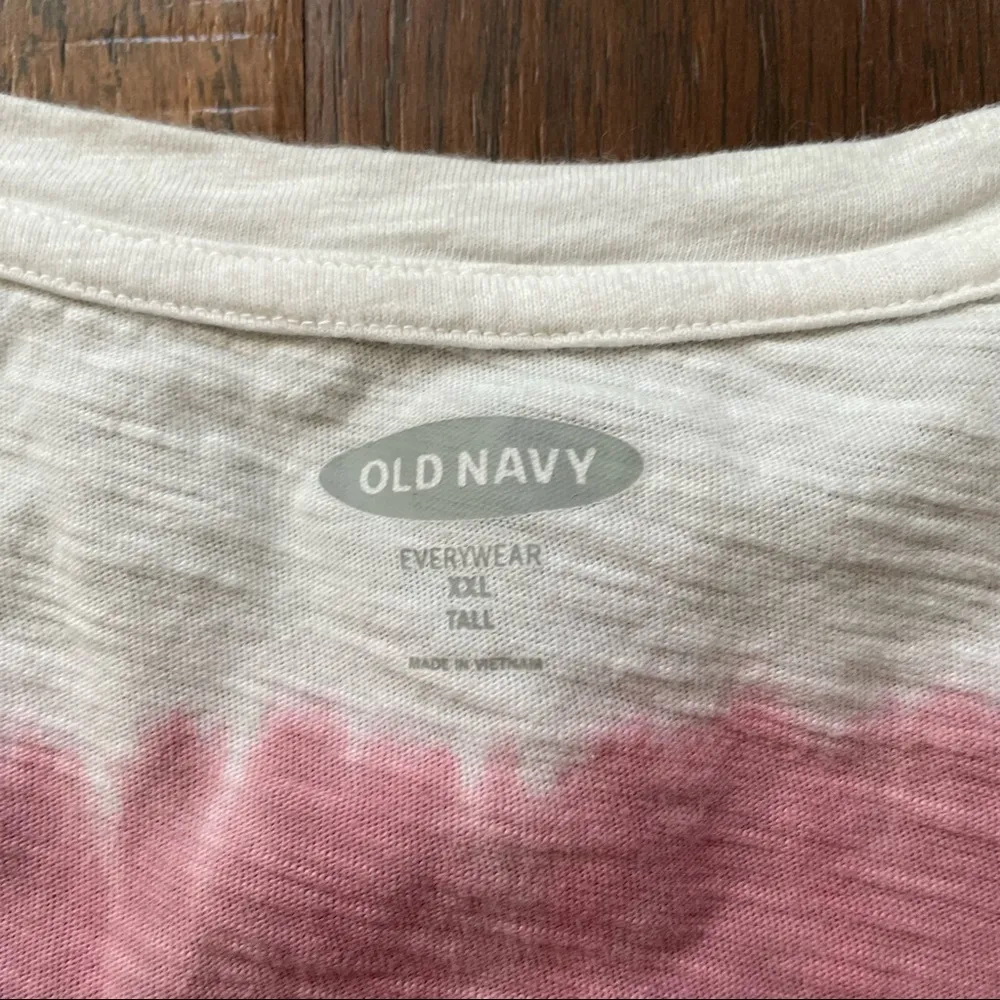 OLD NAVY
EVERYWEAR
XXL
TALL
MADE IN VIETNAM